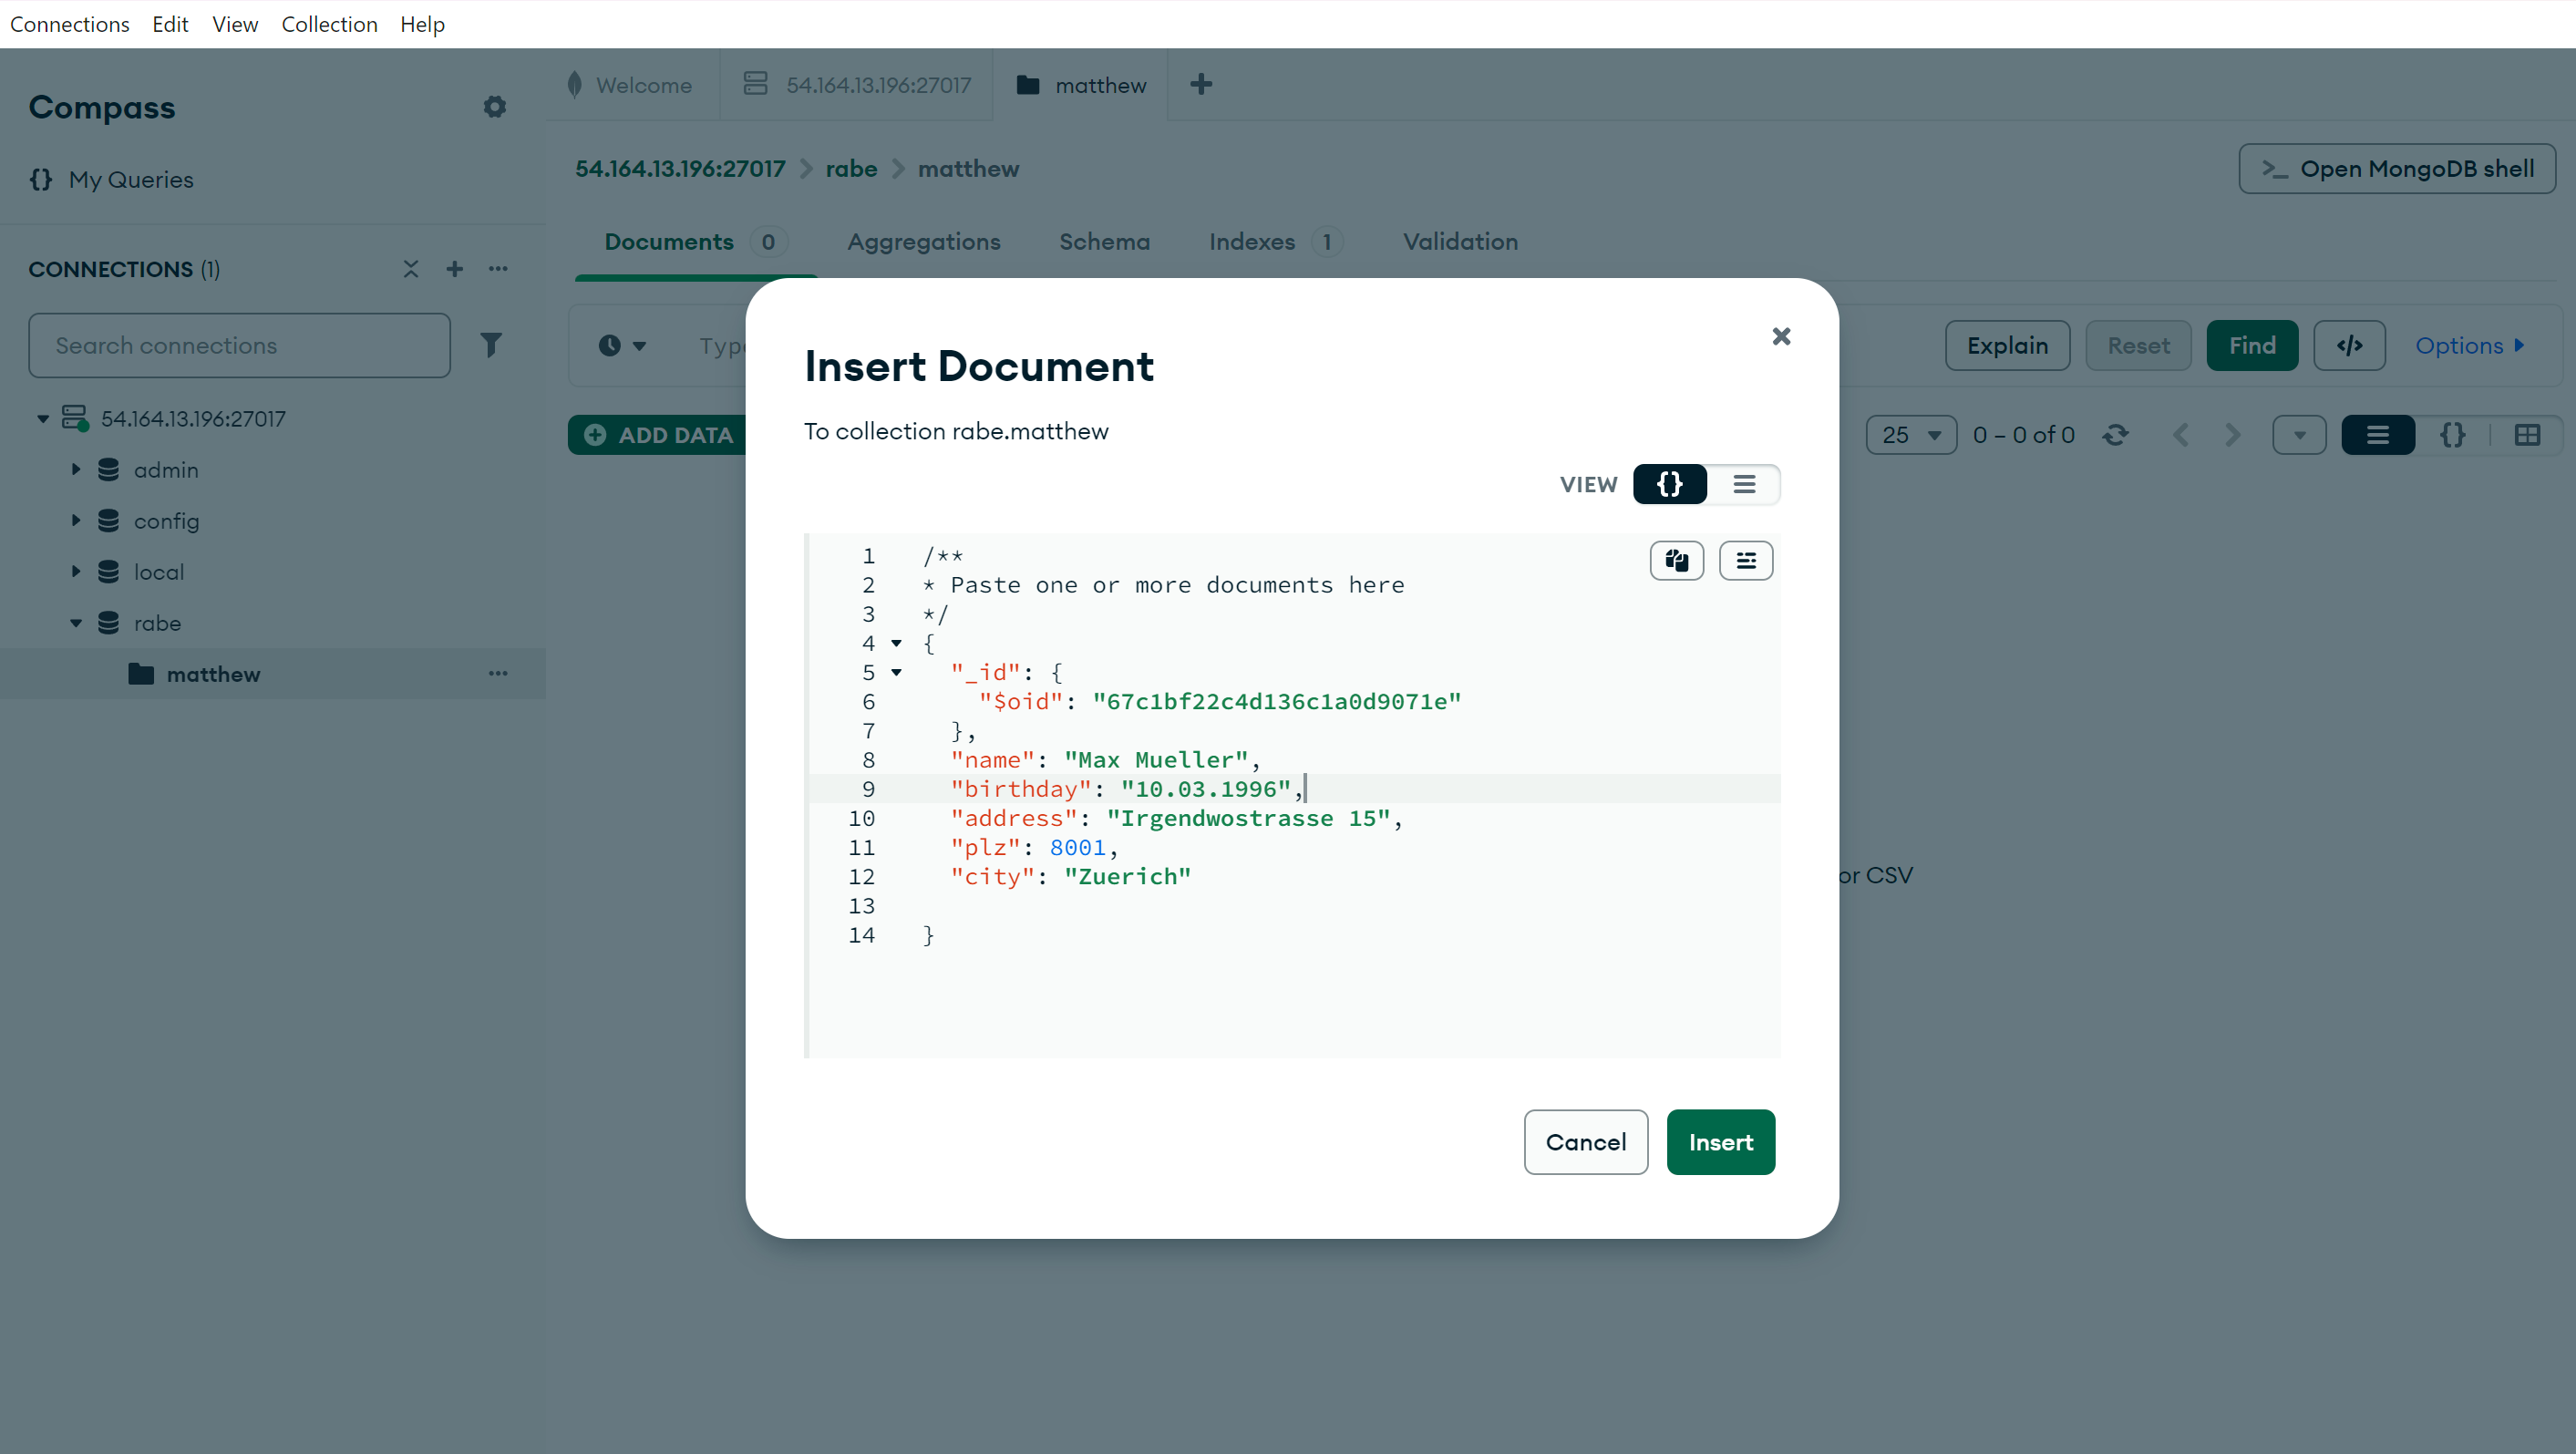 Connections Edit View Collection Help
Compass
{} My Queries
CONNECTIONS (1)
Search connections
54.164.13.196:27017
admin
config
local
rabe
matthew
Welcome 54.164.13.196:27017 matthew
54.164.13.196:27017 > rabe > matthew
>_ Open MongoDB shell
Documents 0 Aggregations Schema Indexes 1 Validation
Type
Explain Reset Find </> Options
ADD DATA
25 0 – 0 of 0 {}
or CSV
Insert Document
To collection rabe.matthew
VIEW {}
1 /**
2 * Paste one or more documents here
3 */
4 {
5 "_id": {
6 "$oid": "67c1bf22c4d136c1a0d9071e"
7 },
8 "name": "Max Mueller",
9 "birthday": "10.03.1996",
10 "address": "Irgendwostrasse 15",
11 "plz": 8001,
12 "city": "Zuerich"
13
14 }
Cancel Insert